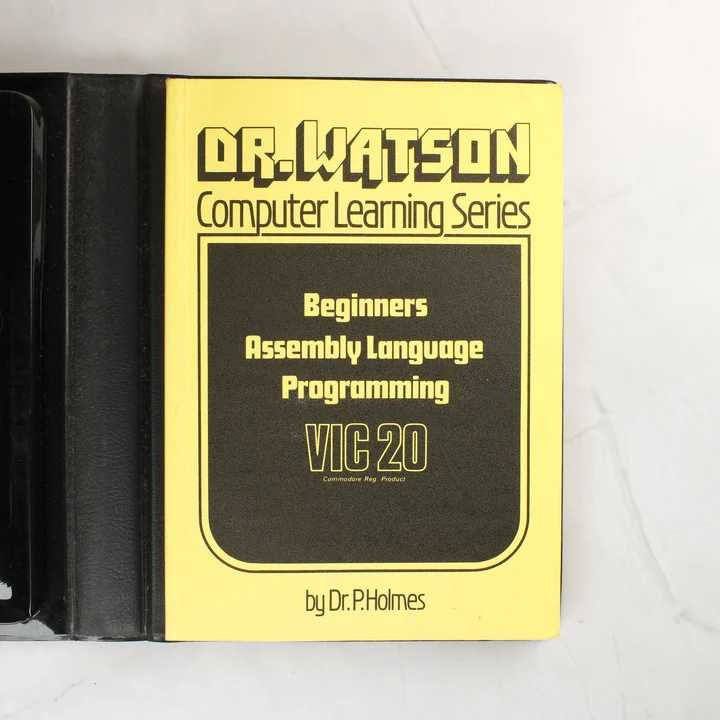 DR. WATSON
Computer Learning Series
Beginners
Assembly Language
Programming
VIC 20
Commodore Reg. Product
by Dr. P. Holmes